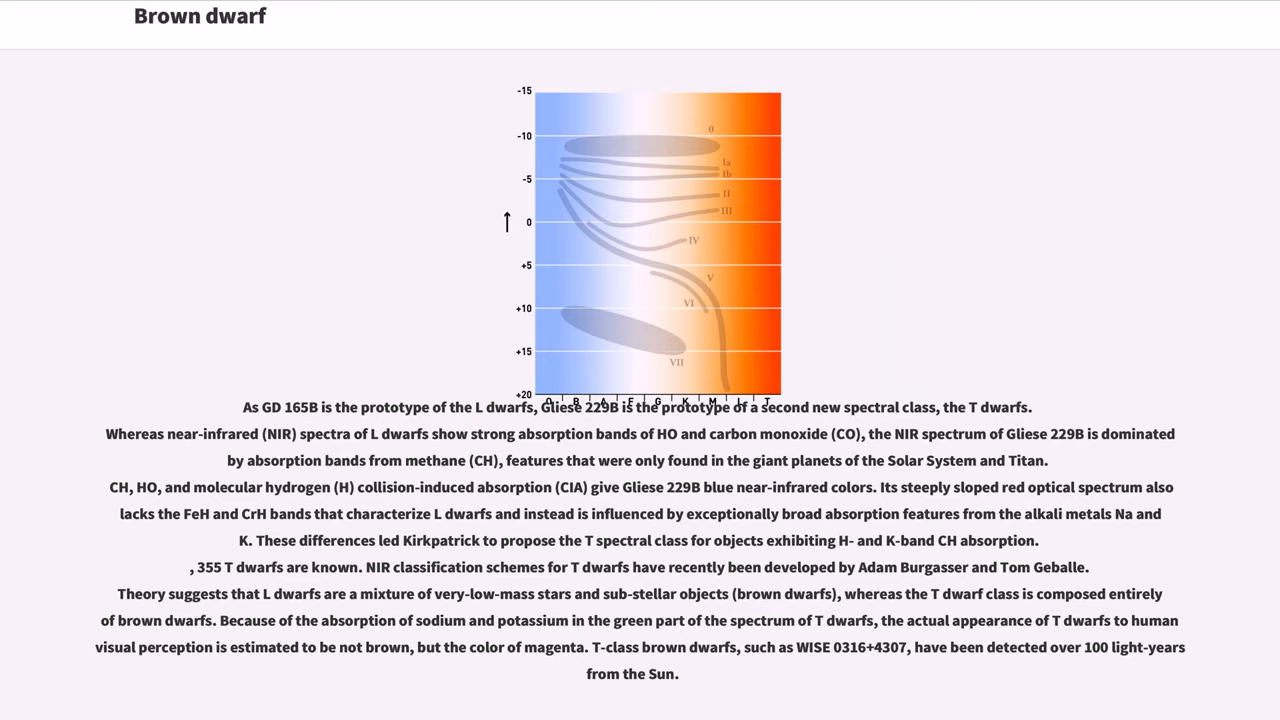 Brown dwarf
-15
-10
-5
0
+5
+10
+15
+20
0
Ia
Ib
II
III
IV
V
VI
VII
O B A F G K M L T
As GD 165B is the prototype of the L dwarfs, Gliese 229B is the prototype of a second new spectral class, the T dwarfs.
Whereas near-infrared (NIR) spectra of L dwarfs show strong absorption bands of HO and carbon monoxide (CO), the NIR spectrum of Gliese 229B is dominated
by absorption bands from methane (CH), features that were only found in the giant planets of the Solar System and Titan.
CH, HO, and molecular hydrogen (H) collision-induced absorption (CIA) give Gliese 229B blue near-infrared colors. Its steeply sloped red optical spectrum also
lacks the FeH and CrH bands that characterize L dwarfs and instead is influenced by exceptionally broad absorption features from the alkali metals Na and
K. These differences led Kirkpatrick to propose the T spectral class for objects exhibiting H- and K-band CH absorption.
, 355 T dwarfs are known. NIR classification schemes for T dwarfs have recently been developed by Adam Burgasser and Tom Geballe.
Theory suggests that L dwarfs are a mixture of very-low-mass stars and sub-stellar objects (brown dwarfs), whereas the T dwarf class is composed entirely
of brown dwarfs. Because of the absorption of sodium and potassium in the green part of the spectrum of T dwarfs, the actual appearance of T dwarfs to human
visual perception is estimated to be not brown, but the color of magenta. T-class brown dwarfs, such as WISE 0316+4307, have been detected over 100 light-years
from the Sun.